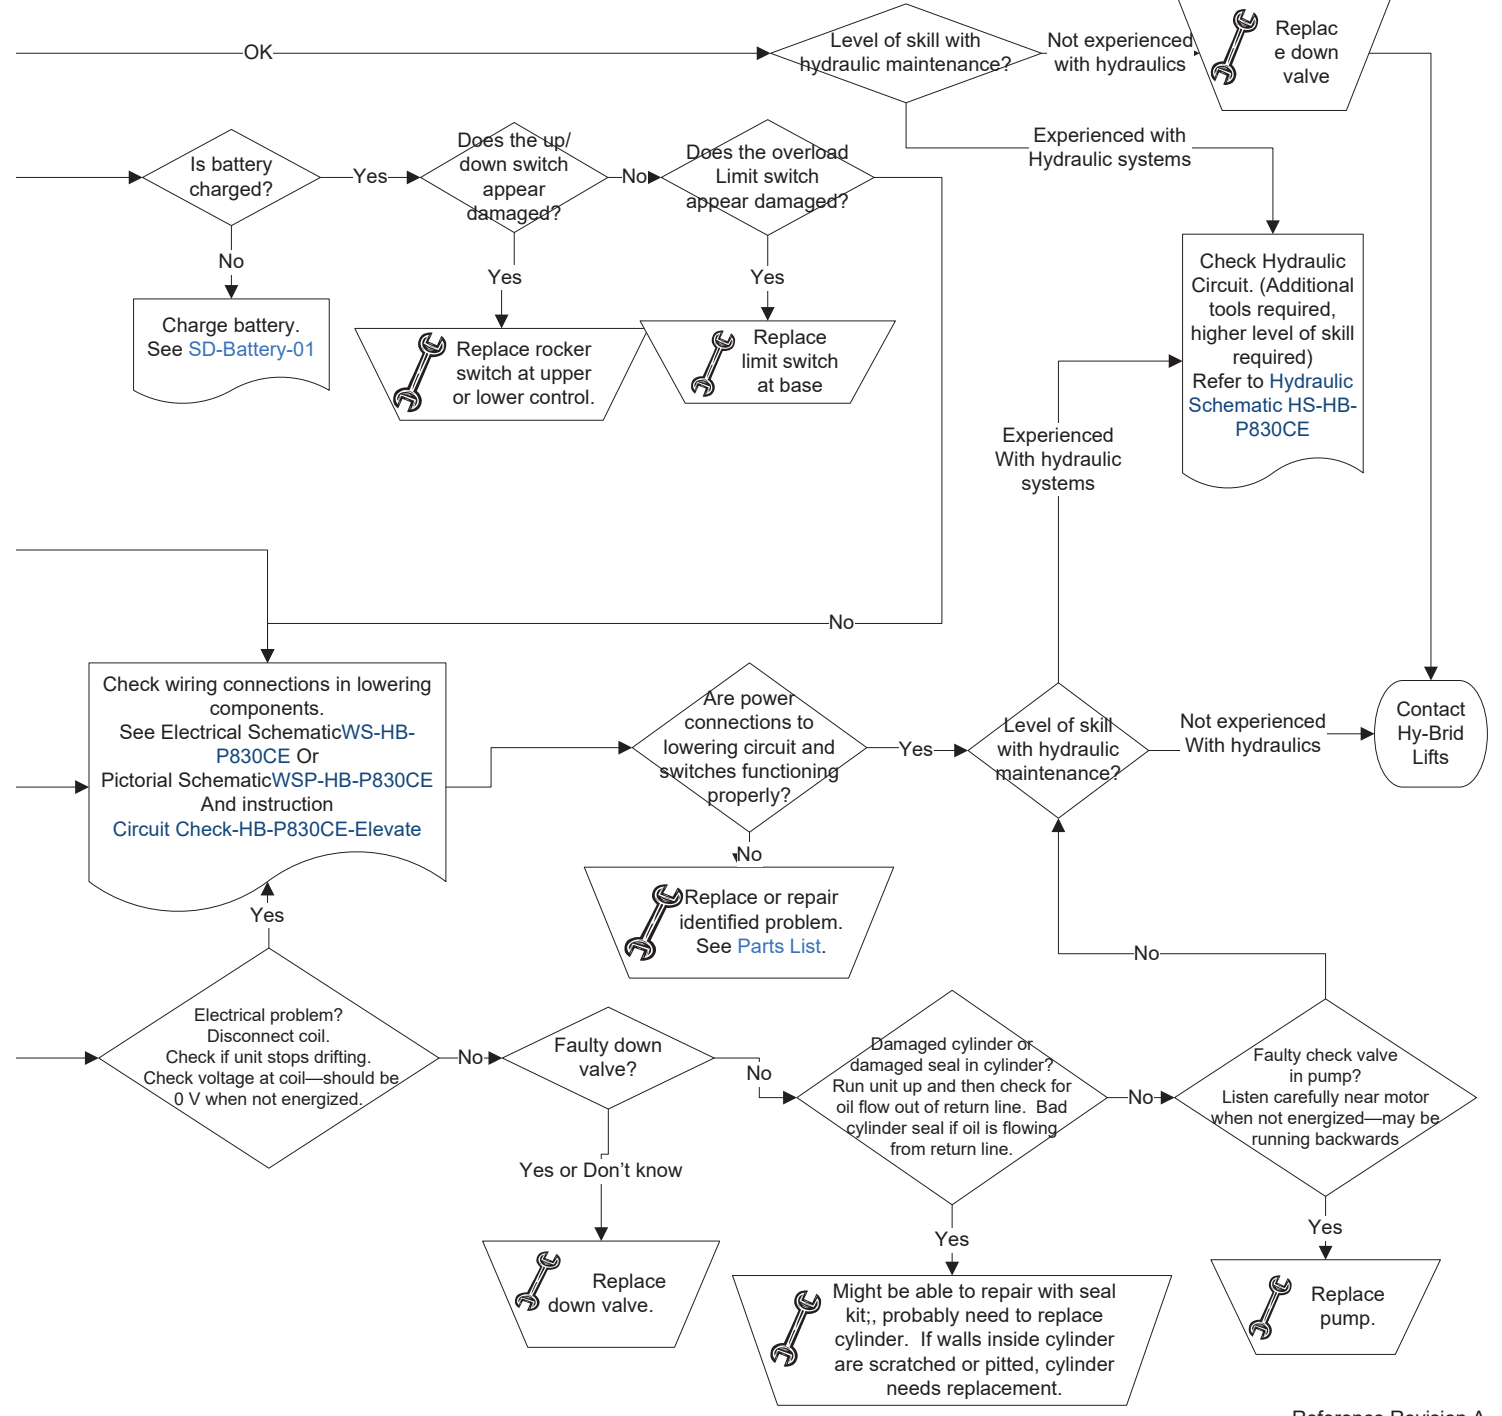 OK
Level of skill with
hydraulic maintenance?
Not experienced
with hydraulics
Replac
e down
valve
Experienced with
Hydraulic systems
Is battery
charged?
Yes
Does the up/
down switch
appear
damaged?
No
Does the overload
Limit switch
appear damaged?
No
Yes
Yes
Charge battery.
See SD-Battery-01
Replace rocker
switch at upper
or lower control.
Replace
limit switch
at base
Check Hydraulic
Circuit. (Additional
tools required,
higher level of skill
required)
Refer to Hydraulic
Schematic HS-HB-
P830CE
Experienced
With hydraulic
systems
No
Check wiring connections in lowering
components.
See Electrical SchematicWS-HB-
P830CE Or
Pictorial SchematicWSP-HB-P830CE
And instruction
Circuit Check-HB-P830CE-Elevate
Are power
connections to
lowering circuit and
switches functioning
properly?
Yes
Level of skill
with hydraulic
maintenance?
Not experienced
With hydraulics
Contact
Hy-Brid
Lifts
No
Replace or repair
identified problem.
See Parts List.
Yes
No
Electrical problem?
Disconnect coil.
Check if unit stops drifting.
Check voltage at coil—should be
0 V when not energized.
No
Faulty down
valve?
No
Damaged cylinder or
damaged seal in cylinder?
Run unit up and then check for
oil flow out of return line.  Bad
cylinder seal if oil is flowing
from return line.
No
Faulty check valve
in pump?
Listen carefully near motor
when not energized—may be
running backwards
Yes or Don't know
Yes
Yes
Replace
down valve.
Might be able to repair with seal
kit;, probably need to replace
cylinder.  If walls inside cylinder
are scratched or pitted, cylinder
needs replacement.
Replace
pump.
Reference Revision A